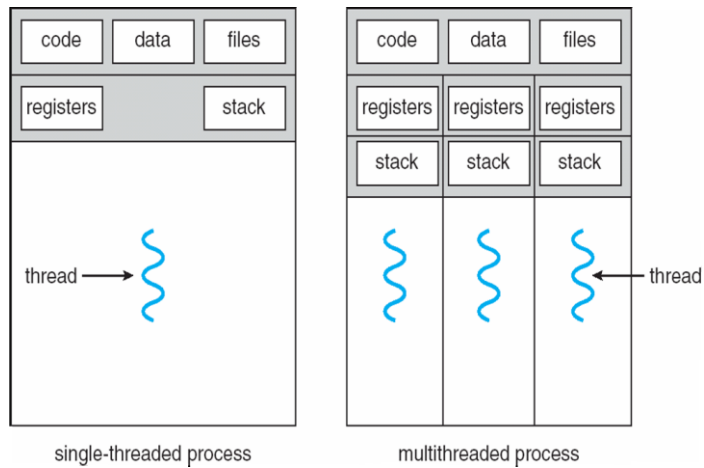 code data files
registers stack
thread
single-threaded process
code data files
registers registers registers
stack stack stack
thread
multithreaded process